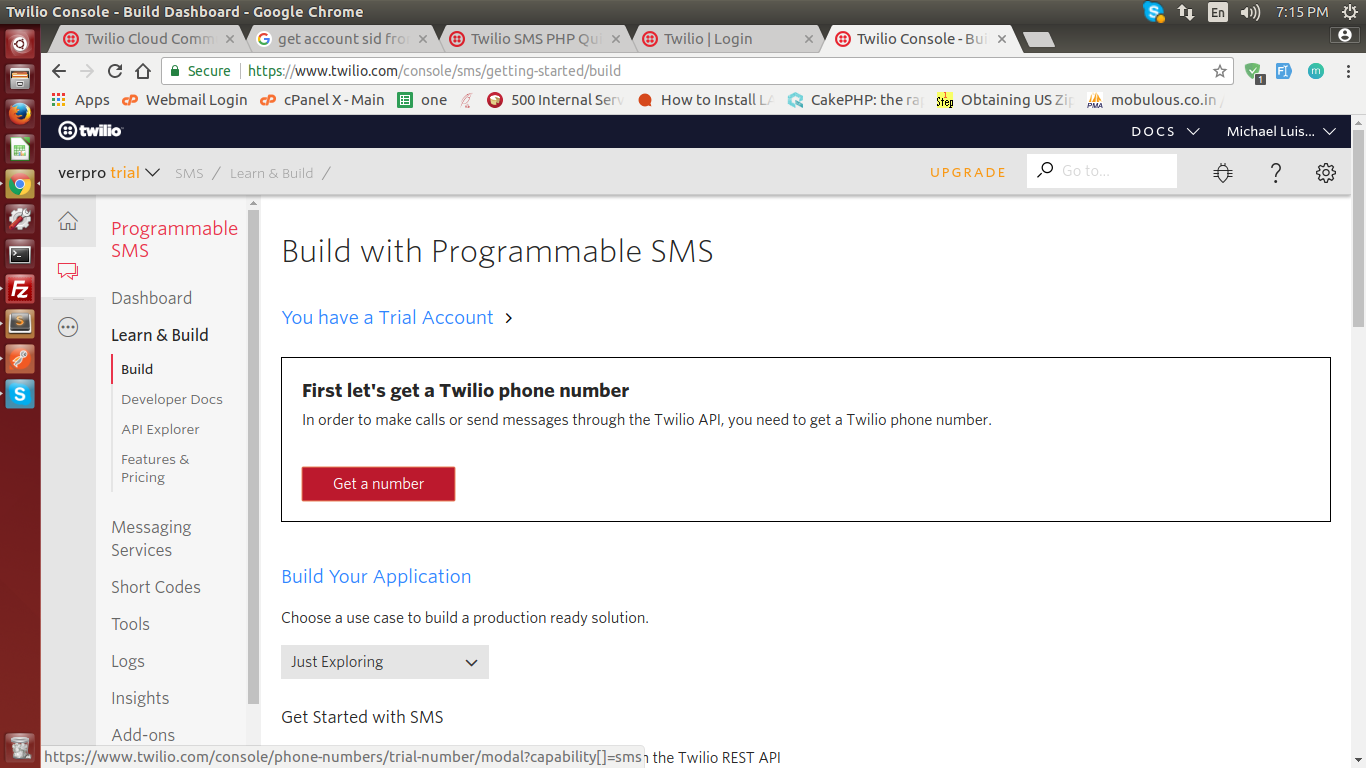 Twilio Console - Build Dashboard - Google Chrome
En
7:15 PM
Twilio Cloud Comm
get account sid fro
Twilio SMS PHP Qu
Twilio | Login
Twilio Console - Bui
Secure
https://www.twilio.com/console/sms/getting-started/build
1
m
Apps
Webmail Login
cPanel X - Main
one
500 Internal Serv
How to Install LA
CakePHP: the ra
Obtaining US Zip
mobulous.co.in /
twilio
DOCS
Michael Luis...
verpro trial
SMS / Learn & Build /
UPGRADE
Go to...
Programmable
SMS
Dashboard
Learn & Build
Build
Developer Docs
API Explorer
Features &
Pricing
Messaging
Services
Short Codes
Tools
Logs
Insights
Add-ons
Build with Programmable SMS
You have a Trial Account
First let's get a Twilio phone number
In order to make calls or send messages through the Twilio API, you need to get a Twilio phone number.
Get a number
Build Your Application
Choose a use case to build a production ready solution.
Just Exploring
Get Started with SMS
the Twilio REST API
https://www.twilio.com/console/phone-numbers/trial-number/modal?capability[]=sms